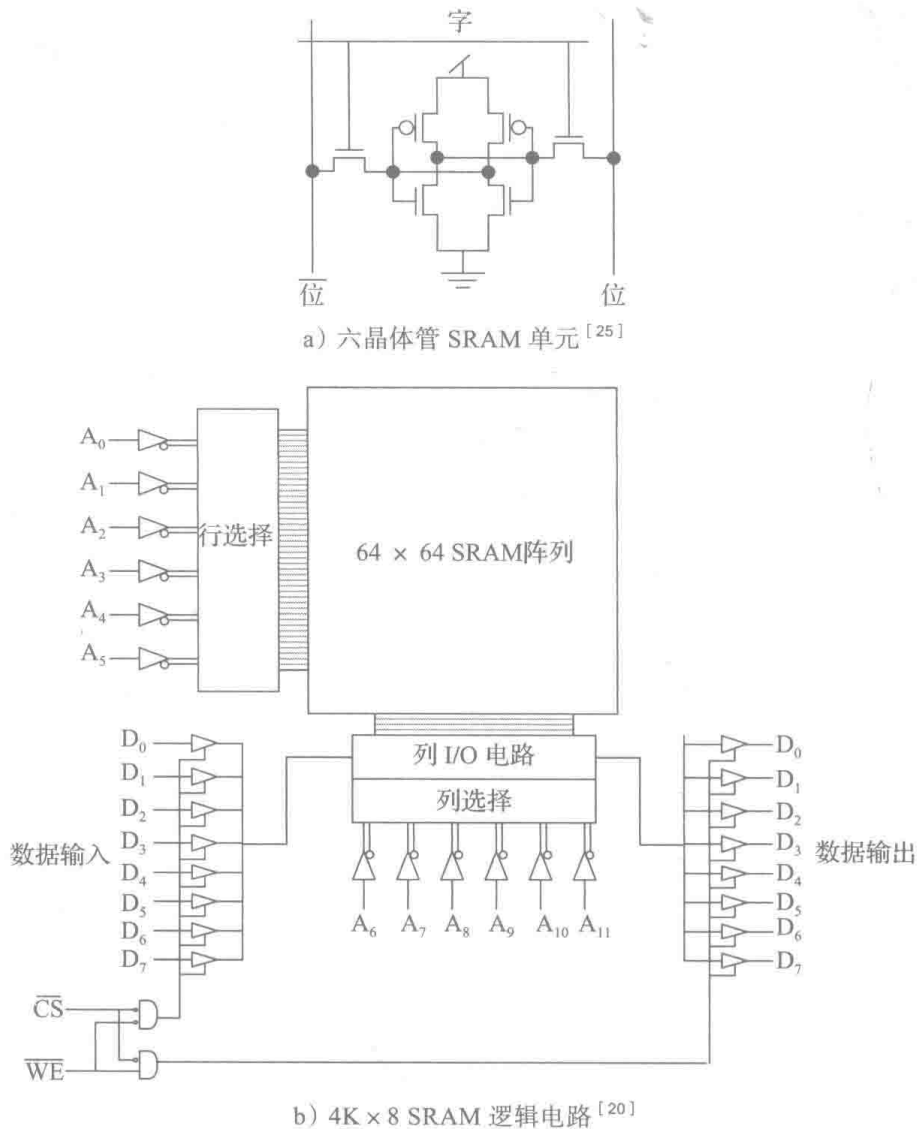 字
位̅ 位
a）六晶体管 SRAM 单元[25]
A₀
A₁
A₂
A₃
A₄
A₅
行选择
64 × 64 SRAM阵列
D₀
D₁
D₂
D₃
D₄
D₅
D₆
D₇
数据输入
列 I/O 电路
列选择
A₆ A₇ A₈ A₉ A₁₀ A₁₁
D₀
D₁
D₂
D₃
D₄
D₅
D₆
D₇
数据输出
C̅S̅
W̅E̅
b）4K × 8 SRAM 逻辑电路[20]